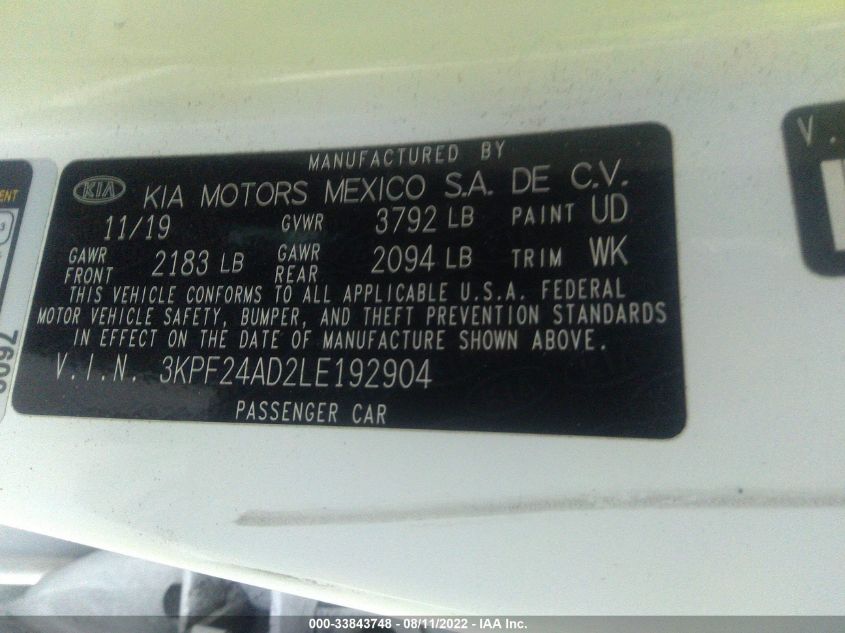 MANUFACTURED BY
KIA KIA MOTORS MEXICO S.A. DE C.V.
11/19 GVWR 3792 LB PAINT UD
GAWR FRONT 2183 LB GAWR REAR 2094 LB TRIM WK
THIS VEHICLE CONFORMS TO ALL APPLICABLE U.S.A. FEDERAL
MOTOR VEHICLE SAFETY, BUMPER, AND THEFT PREVENTION STANDARDS
IN EFFECT ON THE DATE OF MANUFACTURE SHOWN ABOVE.
V.I.N. 3KPF24AD2LE192904
PASSENGER CAR
V.
000-33843748 - 08/11/2022 - IAA Inc.